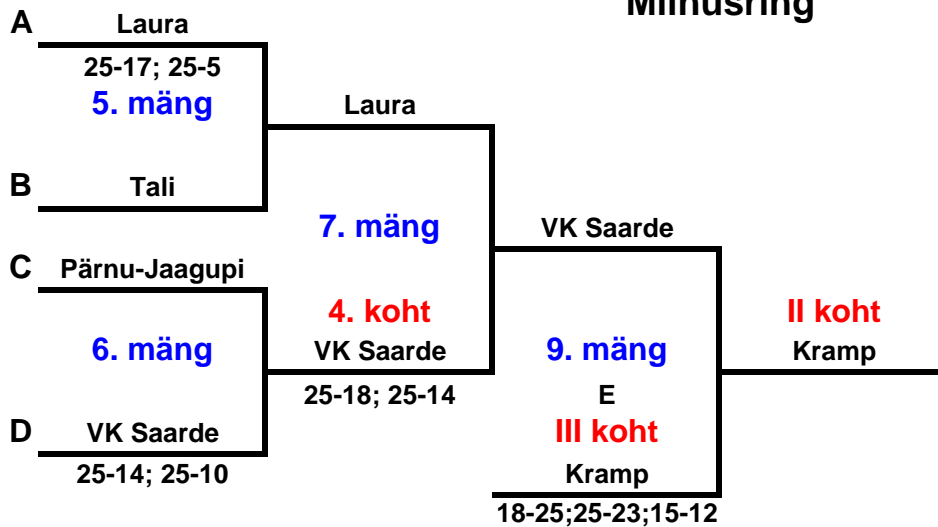 Miinusring
A
Laura
25-17; 25-5
5. mäng
Laura
B
Tali
7. mäng
VK Saarde
C
Pärnu-Jaagupi
4. koht
II koht
6. mäng
VK Saarde
9. mäng
Kramp
25-18; 25-14
E
D
VK Saarde
III koht
25-14; 25-10
Kramp
18-25;25-23;15-12